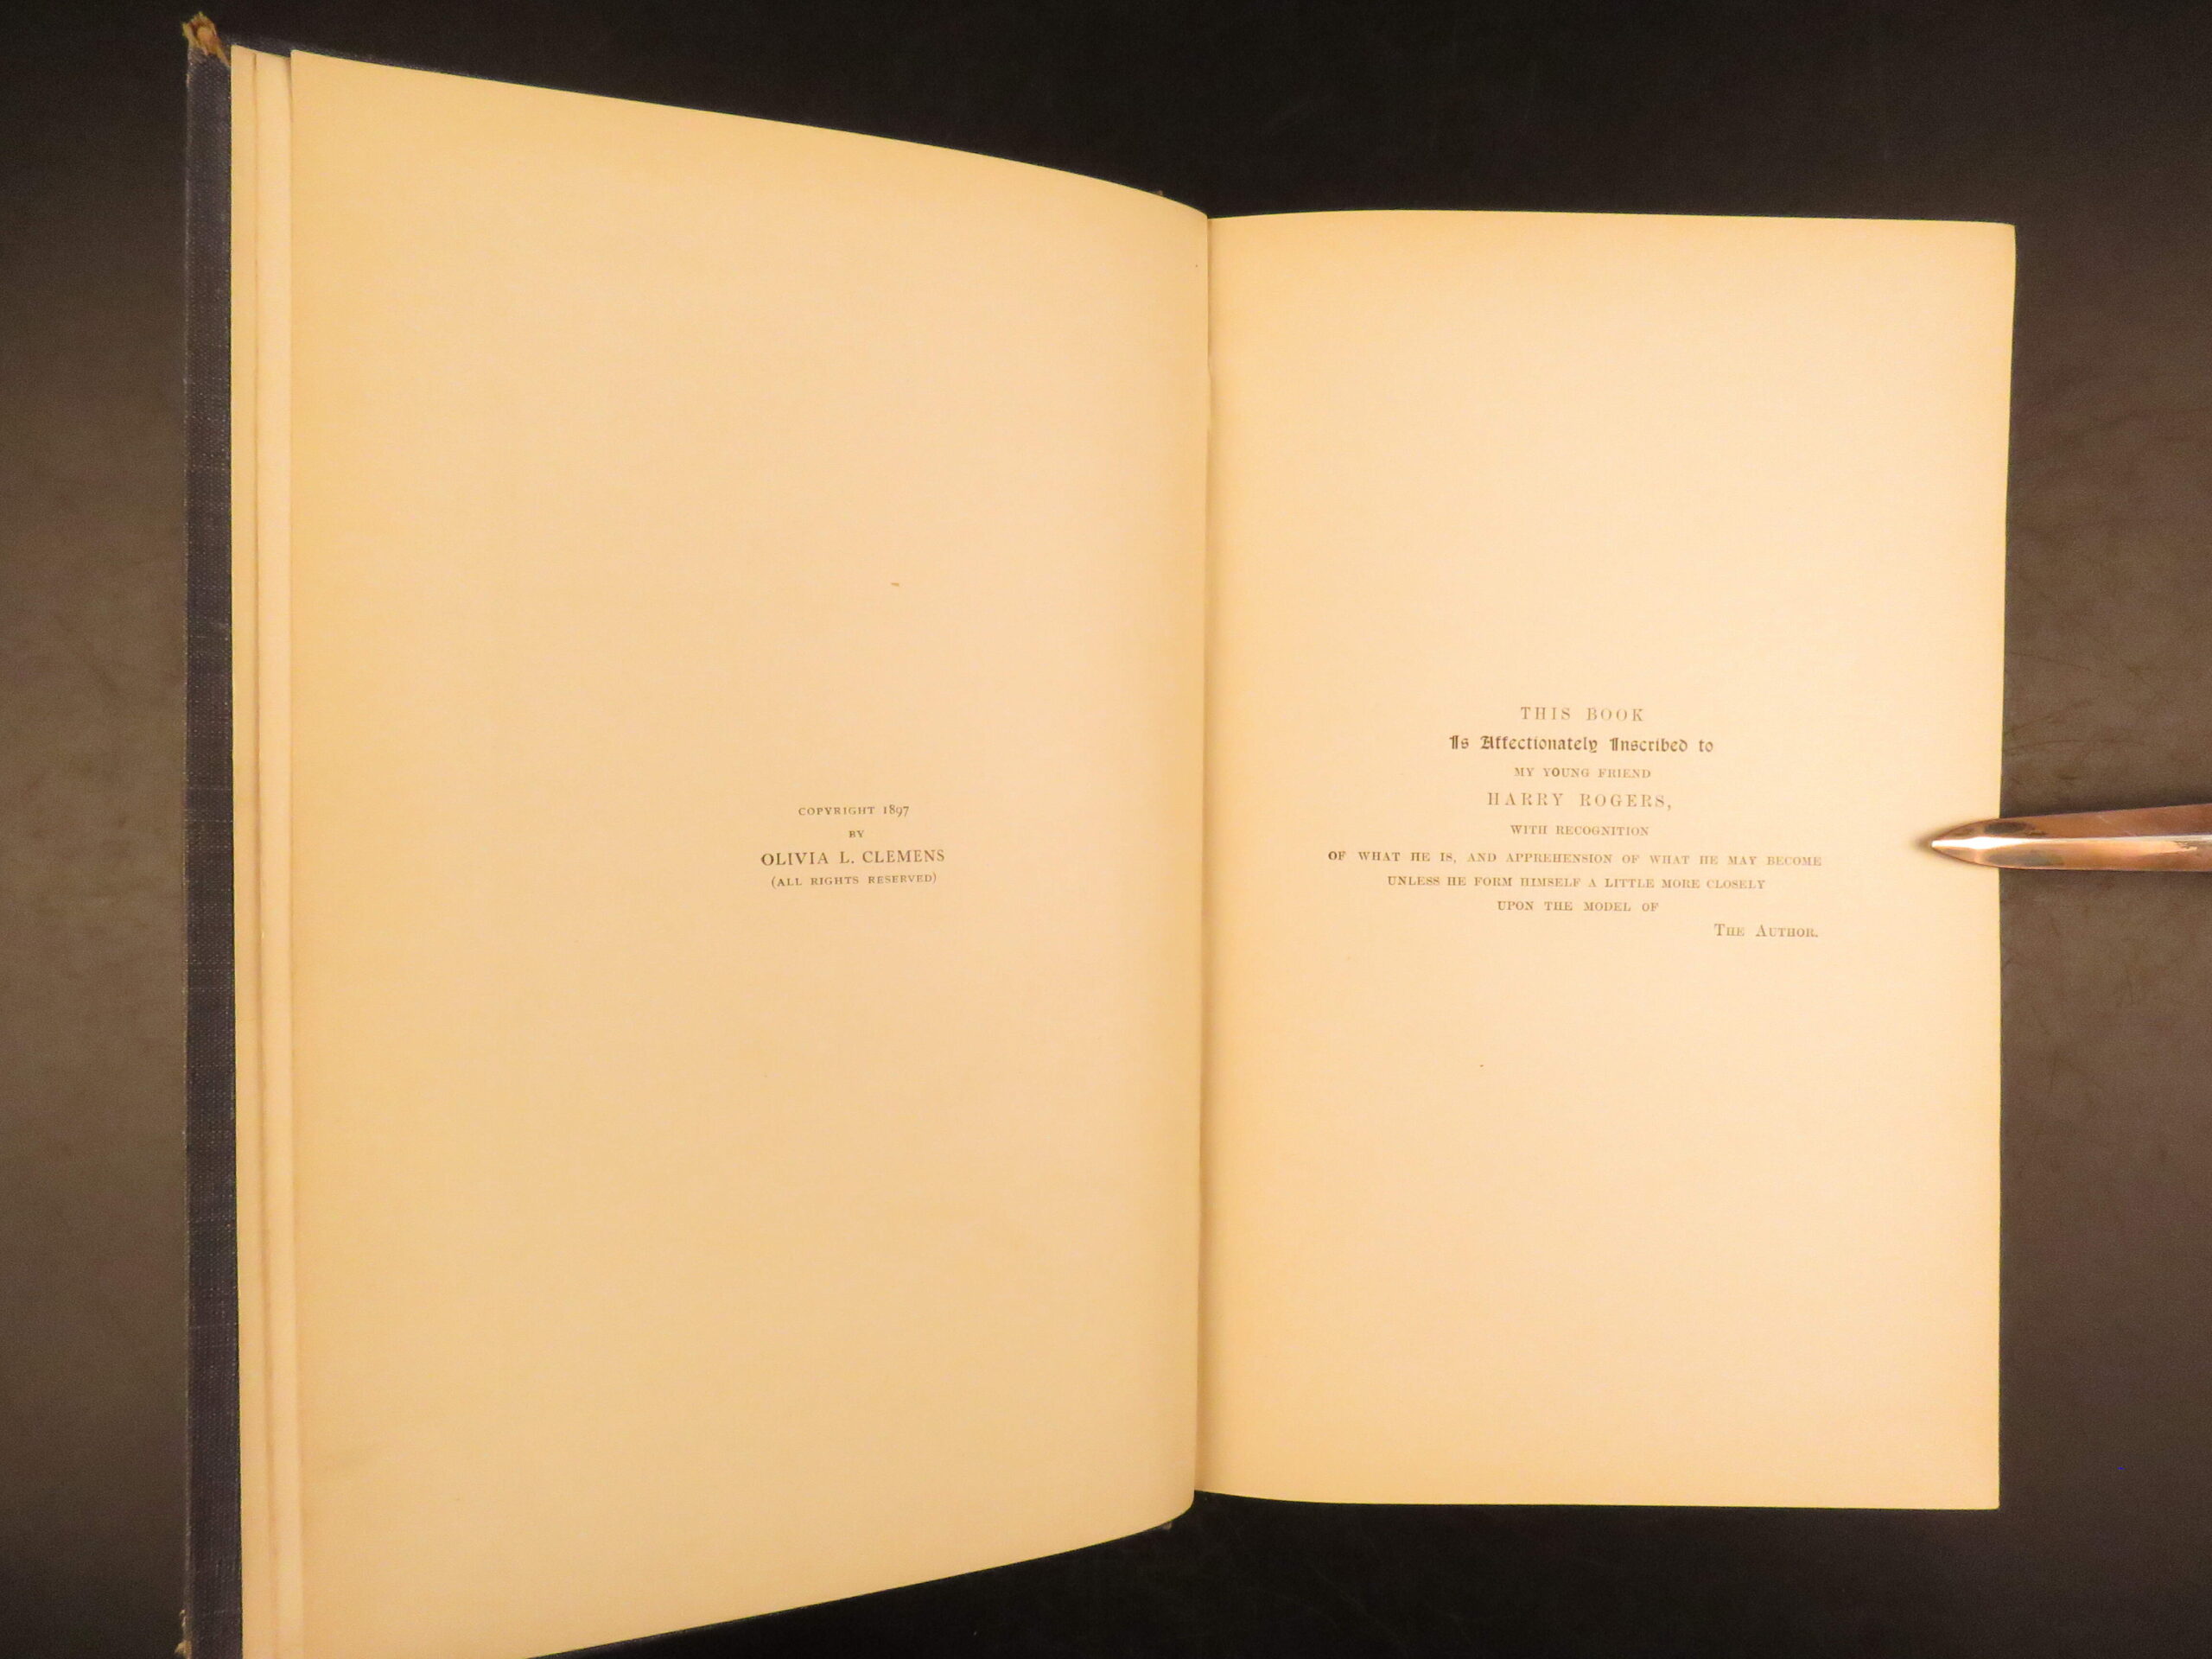 COPYRIGHT 1897
BY
OLIVIA L. CLEMENS
(ALL RIGHTS RESERVED)
THIS BOOK
Is Affectionately Inscribed to
MY YOUNG FRIEND
HARRY ROGERS,
WITH RECOGNITION
OF WHAT HE IS, AND APPREHENSION OF WHAT HE MAY BECOME
UNLESS HE FORM HIMSELF A LITTLE MORE CLOSELY
UPON THE MODEL OF
THE AUTHOR.